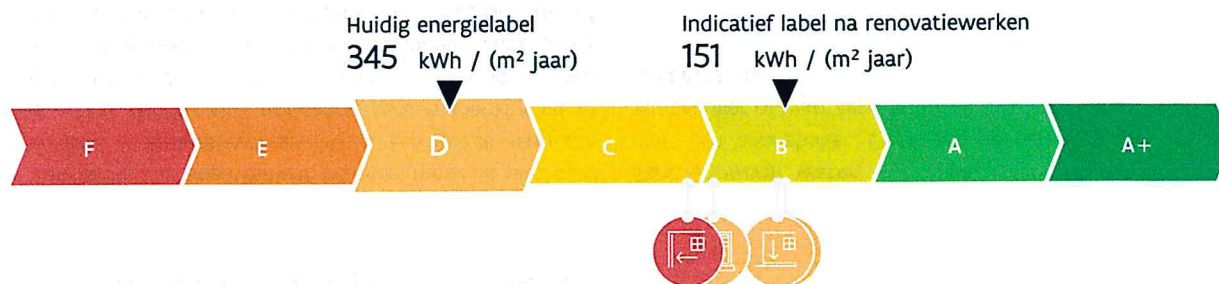 Huidig energielabel
345 kWh / (m² jaar)
Indicatief label na renovatiewerken
151 kWh / (m² jaar)
F E D C B A A+